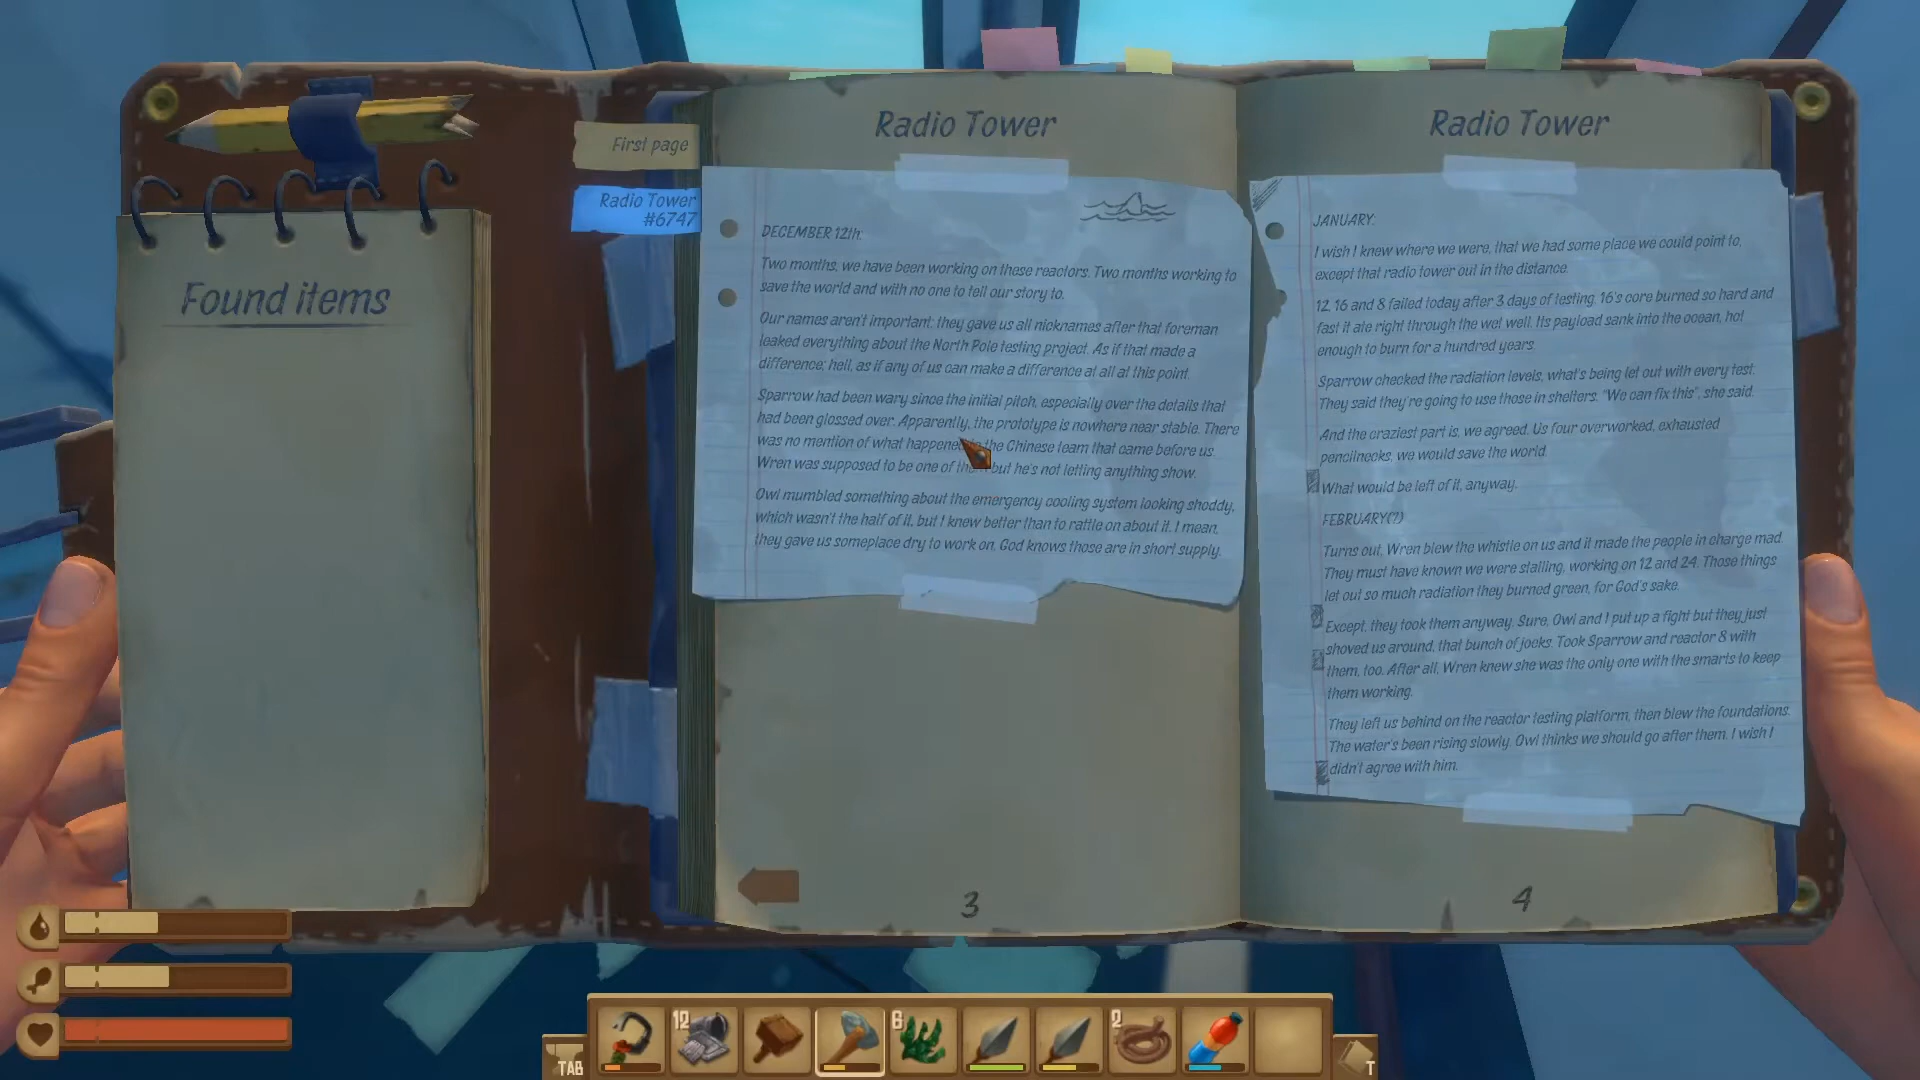 Found items
First page
Radio Tower
#6747
Radio Tower
DECEMBER 12th:
Two months, we have been working on those reactors. Two months working to
save the world and with no one to tell our story to.
Our names aren't important; they gave us all nicknames after that foreman
leaked everything about the North Pole testing project. As if that made a
difference; hell, as if any of us can make a difference at all at this point.
Sparrow had been wary since the initial pitch, especially over the details that
had been glossed over. Apparently, the prototype is nowhere near stable. There
was no mention of what happened the Chinese team that came before us.
Wren was supposed to be one of but he's not letting anything show.
Owl mumbled something about the emergency cooling system looking shoddy,
which wasn't the half of it, but I knew better than to rattle on about it. I mean,
they gave us someplace dry to work on. God knows those are in short supply.
3
Radio Tower
JANUARY:
I wish I knew where we were, that we had some place we could point to,
except that radio tower out in the distance.
12, 16 and 8 failed today after 3 days of testing. 16's core burned so hard and
fast it ate right through the wet well. Its payload sank into the ocean, hot
enough to burn for a hundred years.
Sparrow checked the radiation levels, what's being let out with every test.
They said they're going to use those in shelters. "We can fix this", she said.
And the craziest part is, we agreed. Us four overworked, exhausted
pencilnecks, we would save the world.
What would be left of it, anyway.
FEBRUARY(?)
Turns out, Wren blew the whistle on us and it made the people in charge mad.
They must have known we were stalling, working on 12 and 24. Those things
let out so much radiation they burned green, for God's sake.
Except, they took them anyway. Sure, Owl and I put up a fight but they just
shoved us around, that bunch of jocks. Took Sparrow and reactor 8 with
them, too. After all, Wren knew she was the only one with the smarts to keep
them working.
They left us behind on the reactor testing platform, then blew the foundations.
The water's been rising slowly. Owl thinks we should go after them. I wish I
didn't agree with him.
4
TAB
12
6
2
T